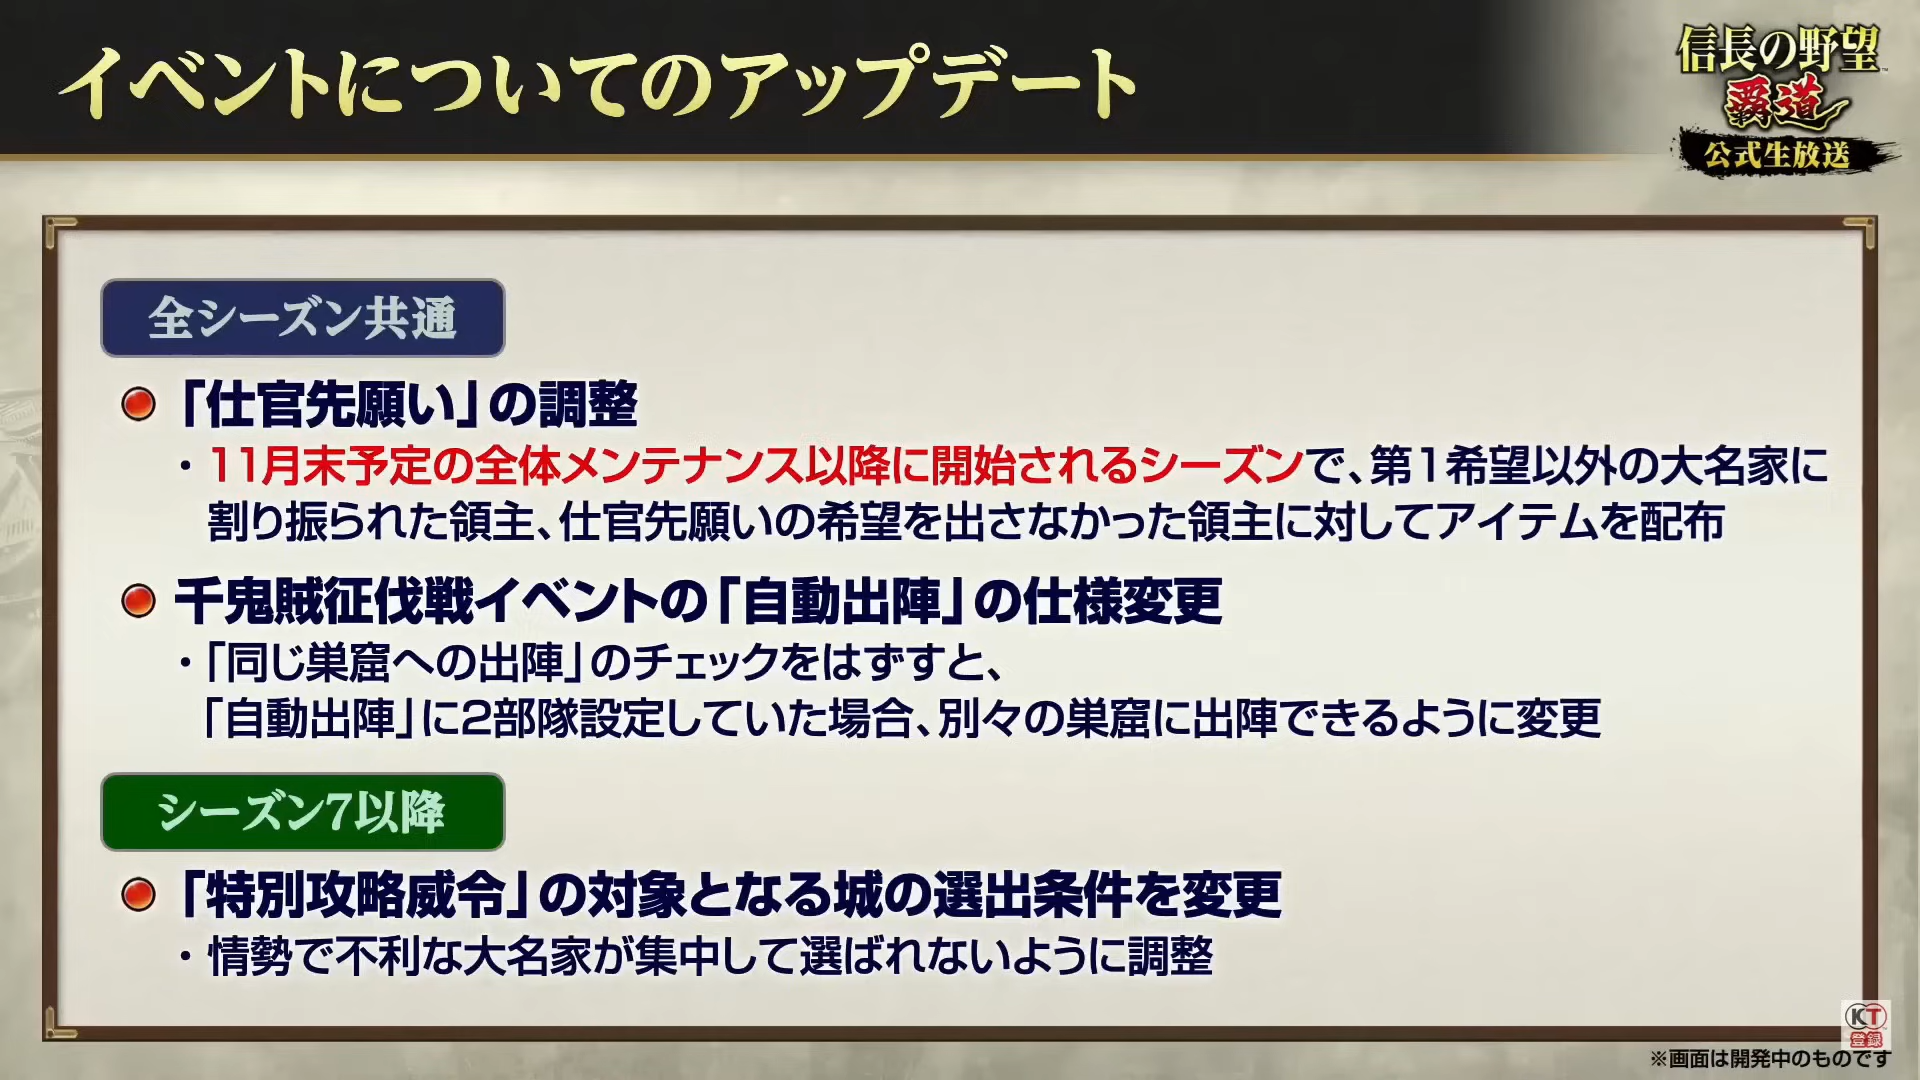 イベントについてのアップデート
信長の野望
覇道
公式生放送
全シーズン共通
「仕官先願い」の調整
・11月末予定の全体メンテナンス以降に開始されるシーズンで、第1希望以外の大名家に
割り振られた領主、仕官先願いの希望を出さなかった領主に対してアイテムを配布
千鬼賊征伐戦イベントの「自動出陣」の仕様変更
・「同じ巣窟への出陣」のチェックをはずすと、
「自動出陣」に2部隊設定していた場合、別々の巣窟に出陣できるように変更
シーズン7以降
「特別攻略威令」の対象となる城の選出条件を変更
・情勢で不利な大名家が集中して選ばれないように調整
KT
登録
※画面は開発中のものです